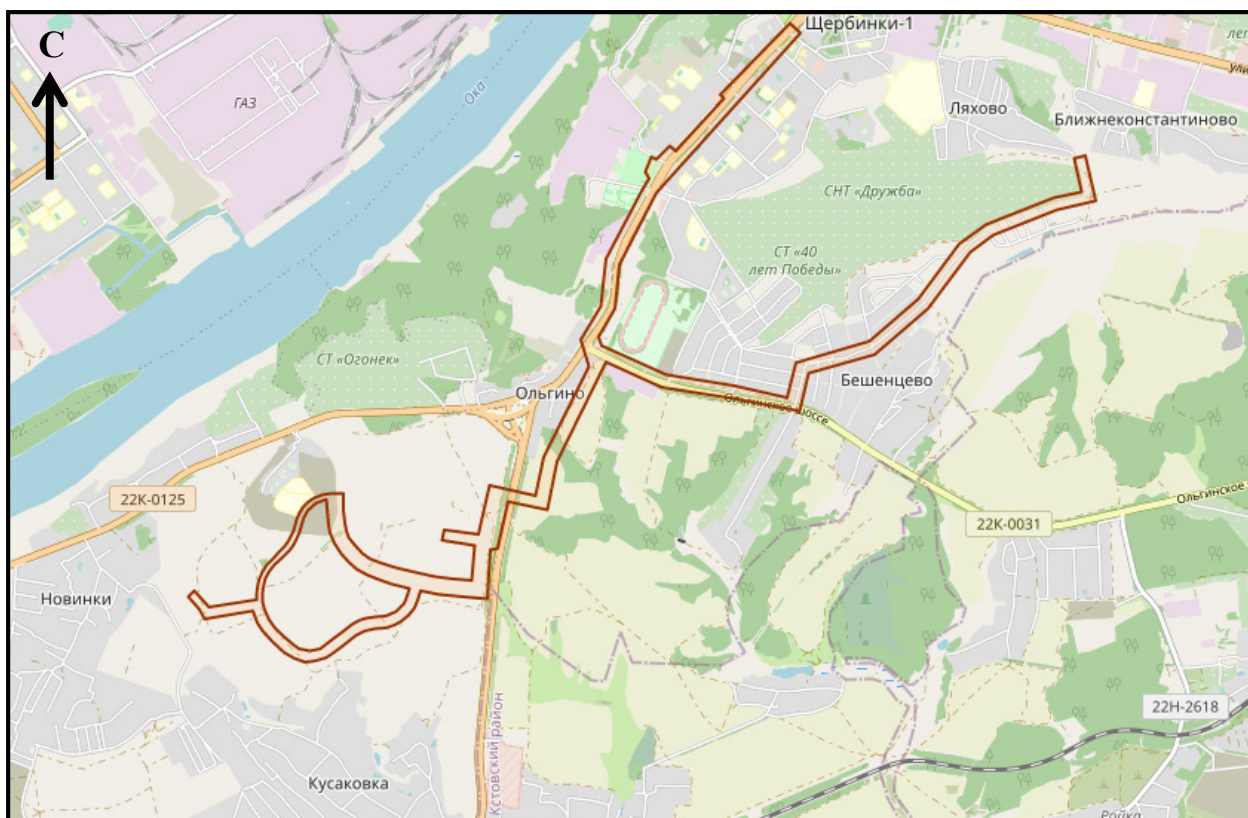 Щербинки-1
С
Ока
ГАЗ
Ляхово
Ближнеконстантиново
СНТ «Дружба»
СТ «40
лет Победы»
СТ «Огонек»
Ольгино
Бешенцево
Ольгинское шоссе
22К-0125
Ольгинское
22К-0031
Новинки
Кстовский район
22Н-2618
Кусаковка
Ройка